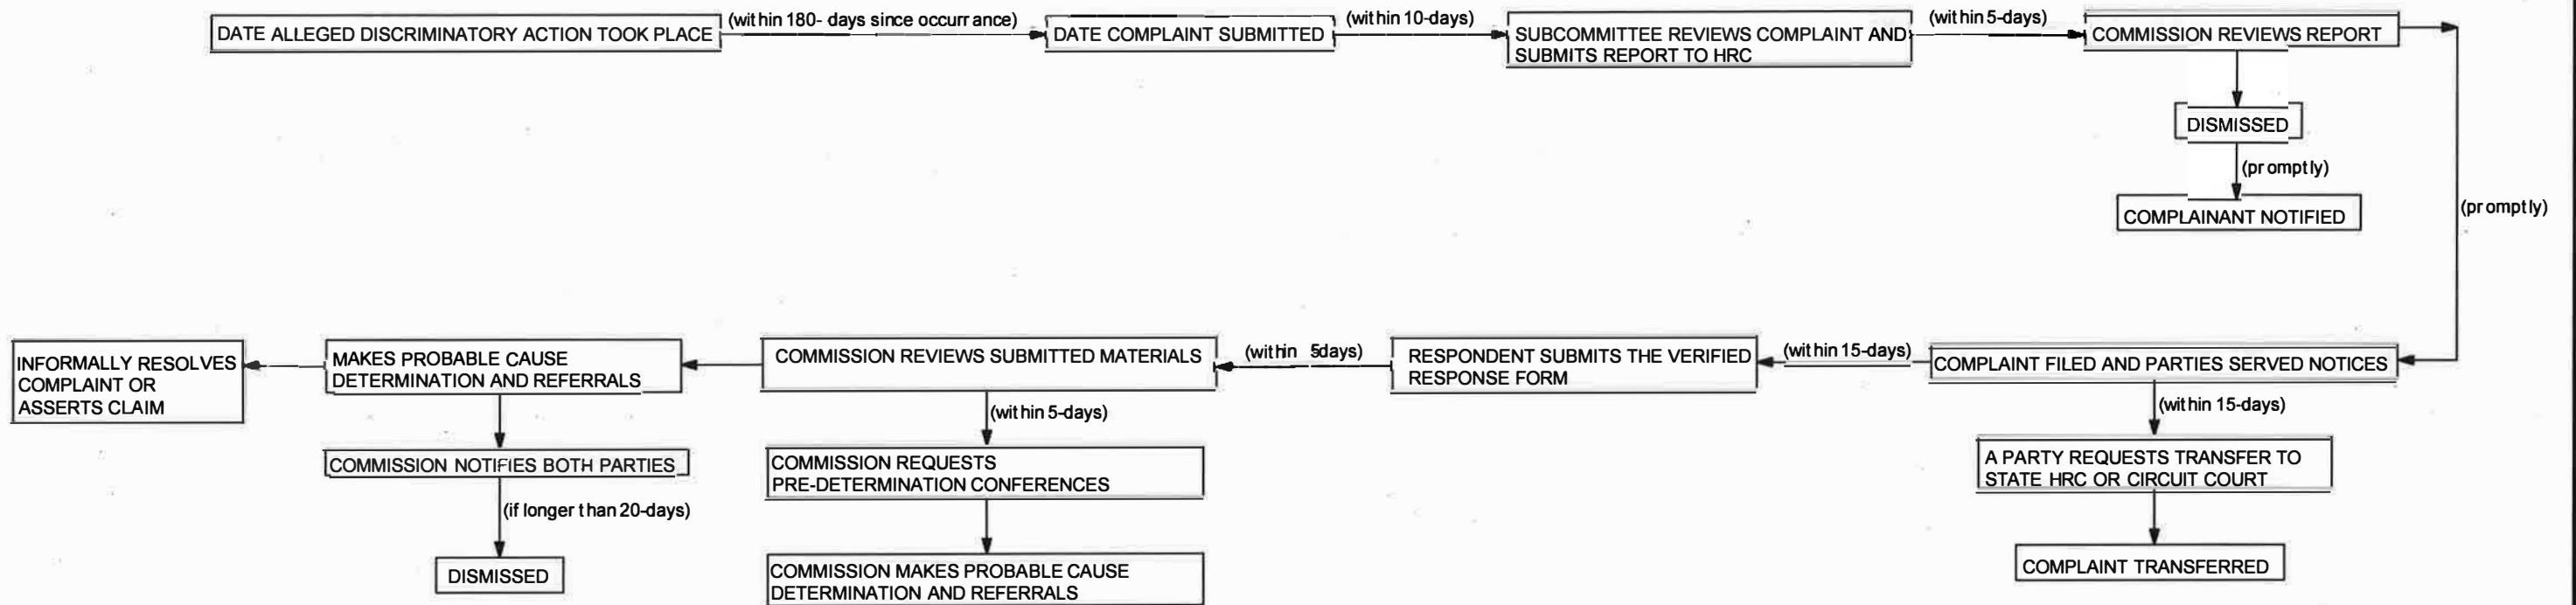 DATE ALLEGED DISCRIMINATORY ACTION TOOK PLACE
(within 180- days since occurrance)
DATE COMPLAINT SUBMITTED
(within 10-days)
SUBCOMMITTEE REVIEWS COMPLAINT AND
SUBMITS REPORT TO HRC
(within 5-days)
COMMISSION REVIEWS REPORT
DISMISSED
(promptly)
COMPLAINANT NOTIFIED
(promptly)
COMPLAINT FILED AND PARTIES SERVED NOTICES
(within 15-days)
A PARTY REQUESTS TRANSFER TO
STATE HRC OR CIRCUIT COURT
COMPLAINT TRANSFERRED
(within 15-days)
RESPONDENT SUBMITS THE VERIFIED
RESPONSE FORM
(within 5days)
COMMISSION REVIEWS SUBMITTED MATERIALS
(within 5-days)
COMMISSION REQUESTS
PRE-DETERMINATION CONFERENCES
COMMISSION MAKES PROBABLE CAUSE
DETERMINATION AND REFERRALS
MAKES PROBABLE CAUSE
DETERMINATION AND REFERRALS
COMMISSION NOTIFIES BOTH PARTIES
(if longer than 20-days)
DISMISSED
INFORMALLY RESOLVES
COMPLAINT OR
ASSERTS CLAIM